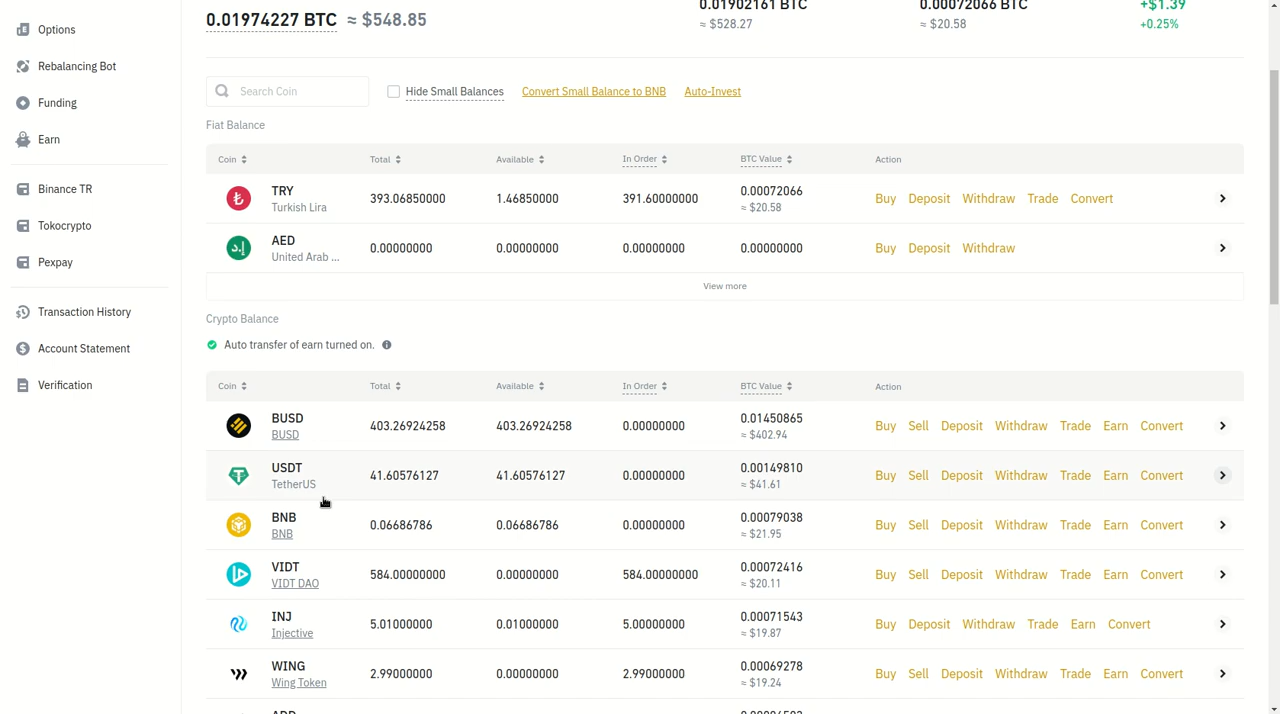 0.01974227 BTC ≈ $548.85
0.01902161 BTC
≈ $528.27
0.00072066 BTC
≈ $20.58
+$1.39
+0.25%
Options
Rebalancing Bot
Funding
Earn
Binance TR
Tokocrypto
Pexpay
Transaction History
Account Statement
Verification
Search Coin
Hide Small Balances
Convert Small Balance to BNB
Auto-Invest
Fiat Balance
Coin Total Available In Order BTC Value Action
TRY
Turkish Lira
393.06850000 1.46850000 391.60000000
0.00072066
≈ $20.58
Buy Deposit Withdraw Trade Convert
AED
United Arab ...
0.00000000 0.00000000 0.00000000 0.00000000
Buy Deposit Withdraw
View more
Crypto Balance
Auto transfer of earn turned on.
Coin Total Available In Order BTC Value Action
BUSD
BUSD
403.26924258 403.26924258 0.00000000
0.01450865
≈ $402.94
Buy Sell Deposit Withdraw Trade Earn Convert
USDT
TetherUS
41.60576127 41.60576127 0.00000000
0.00149810
≈ $41.61
Buy Sell Deposit Withdraw Trade Earn Convert
BNB
BNB
0.06686786 0.06686786 0.00000000
0.00079038
≈ $21.95
Buy Sell Deposit Withdraw Trade Earn Convert
VIDT
VIDT DAO
584.00000000 0.00000000 584.00000000
0.00072416
≈ $20.11
Buy Sell Deposit Withdraw Trade Earn Convert
INJ
Injective
5.01000000 0.01000000 5.00000000
0.00071543
≈ $19.87
Buy Deposit Withdraw Trade Earn Convert
WING
Wing Token
2.99000000 0.00000000 2.99000000
0.00069278
≈ $19.24
Buy Sell Deposit Withdraw Trade Earn Convert